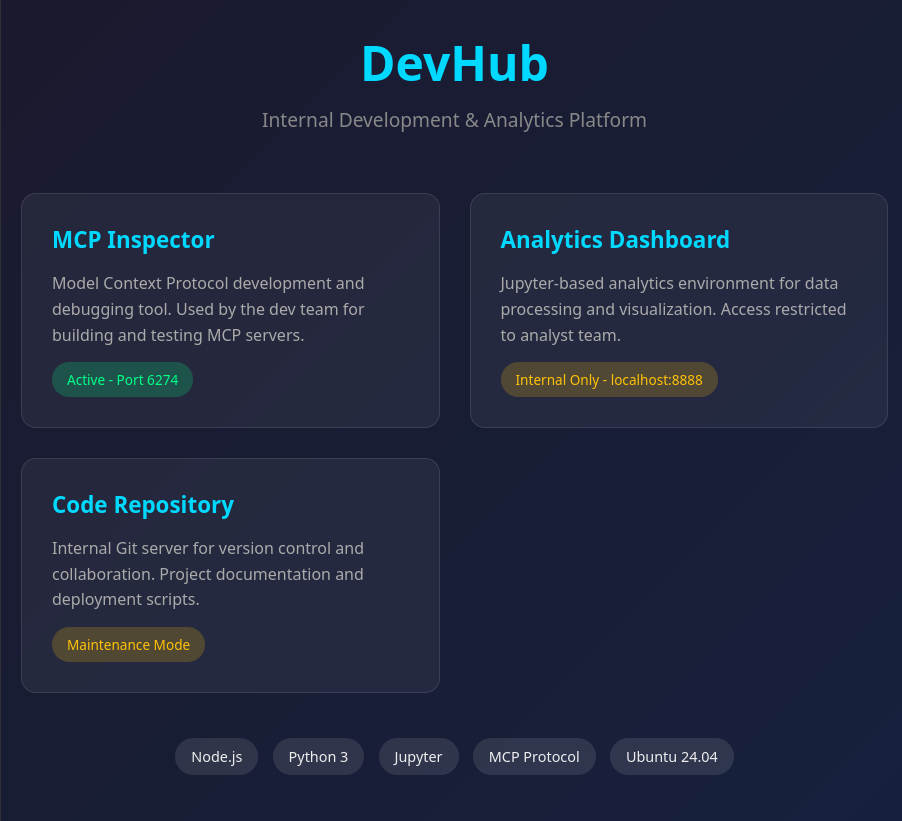 DevHub
Internal Development & Analytics Platform
MCP Inspector
Model Context Protocol development and
debugging tool. Used by the dev team for
building and testing MCP servers.
Active - Port 6274
Analytics Dashboard
Jupyter-based analytics environment for data
processing and visualization. Access restricted
to analyst team.
Internal Only - localhost:8888
Code Repository
Internal Git server for version control and
collaboration. Project documentation and
deployment scripts.
Maintenance Mode
Node.js
Python 3
Jupyter
MCP Protocol
Ubuntu 24.04